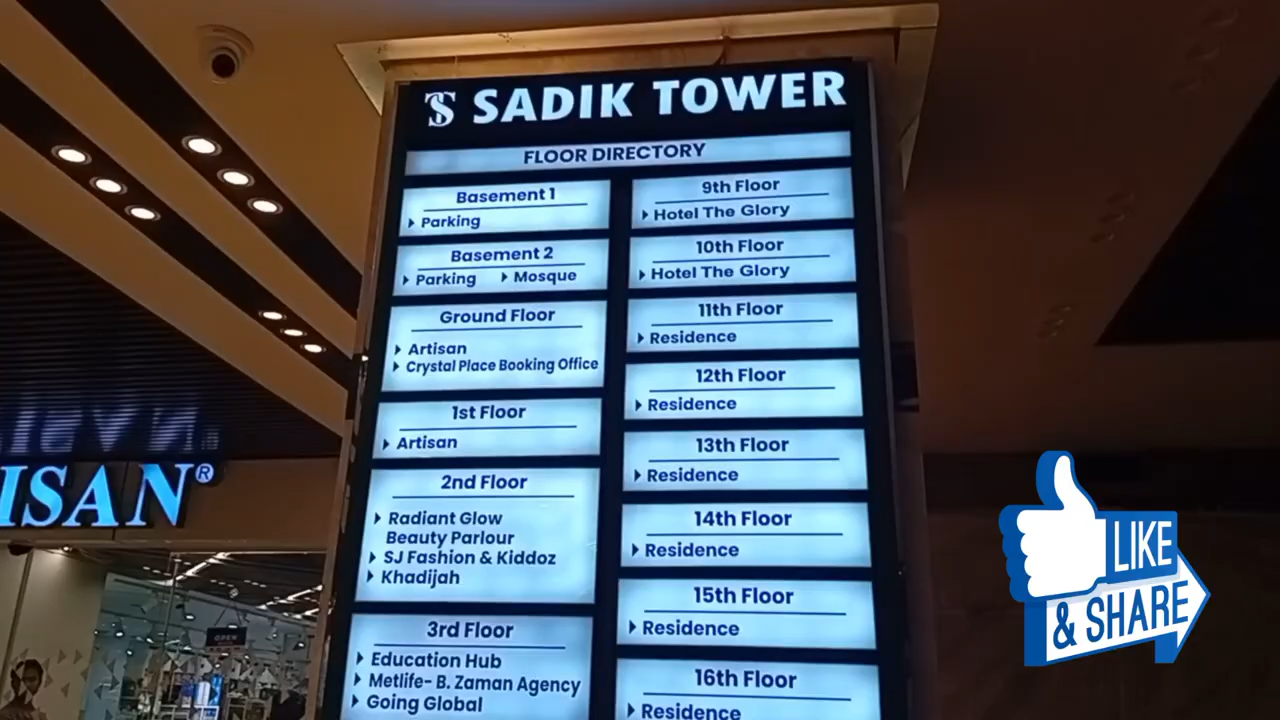 TS SADIK TOWER
FLOOR DIRECTORY
Basement 1
Parking
Basement 2
Parking Mosque
Ground Floor
Artisan
Crystal Place Booking Office
1st Floor
Artisan
2nd Floor
Radiant Glow
Beauty Parlour
SJ Fashion & Kiddoz
Khadijah
3rd Floor
Education Hub
Metlife- B. Zaman Agency
Going Global
9th Floor
Hotel The Glory
10th Floor
Hotel The Glory
11th Floor
Residence
12th Floor
Residence
13th Floor
Residence
14th Floor
Residence
15th Floor
Residence
16th Floor
Residence
ISAN®
OPEN
LIKE
& SHARE